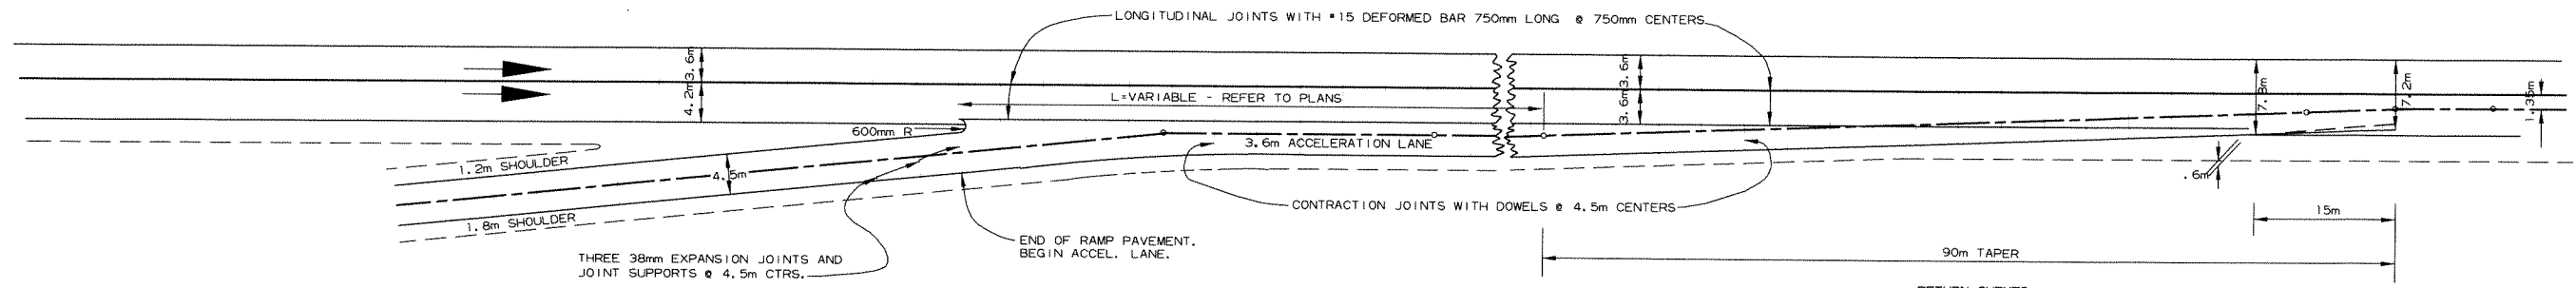 LONGITUDINAL JOINTS WITH #15 DEFORMED BAR 750mm LONG @ 750mm CENTERS
3.6m
4.2m
L=VARIABLE - REFER TO PLANS
3.6m
3.6m
7.8m
7.2m
1.35m
600mm R
3.6m ACCELERATION LANE
1.2m SHOULDER
4.5m
.6m
1.8m SHOULDER
CONTRACTION JOINTS WITH DOWELS @ 4.5m CENTERS
15m
END OF RAMP PAVEMENT.
BEGIN ACCEL. LANE.
THREE 38mm EXPANSION JOINTS AND
JOINT SUPPORTS @ 4.5m CTRS.
90m TAPER